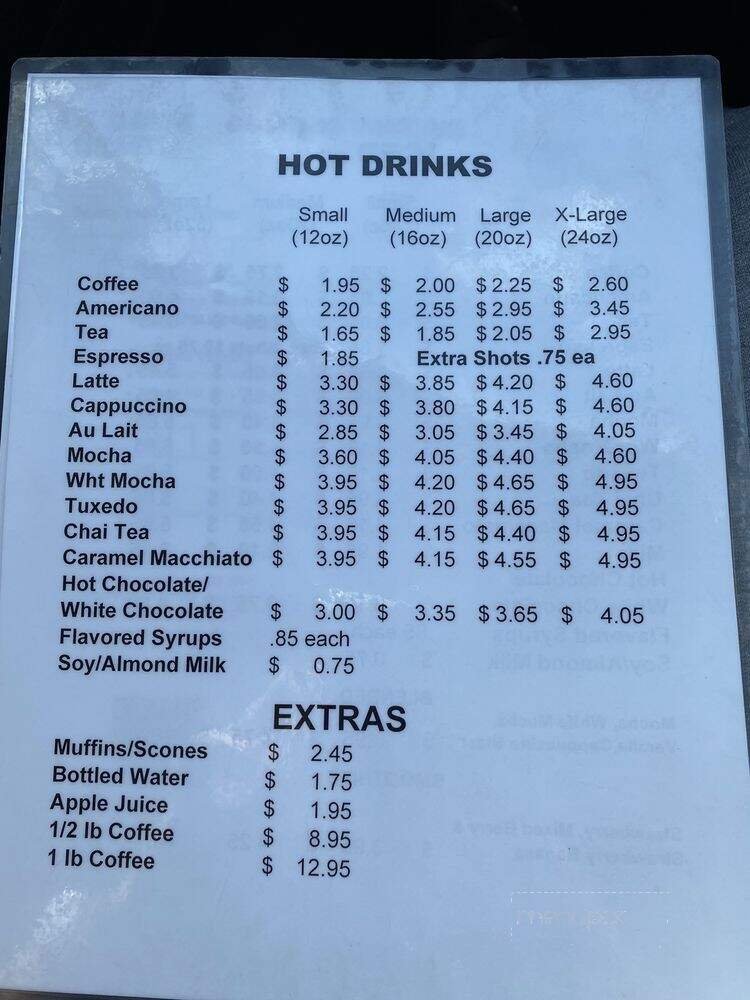 HOT DRINKS
Small Medium Large X-Large
(12oz) (16oz) (20oz) (24oz)
Coffee $ 1.95 $ 2.00 $ 2.25 $ 2.60
Americano $ 2.20 $ 2.55 $ 2.95 $ 3.45
Tea $ 1.65 $ 1.85 $ 2.05 $ 2.95
Espresso $ 1.85 Extra Shots .75 ea
Latte $ 3.30 $ 3.85 $ 4.20 $ 4.60
Cappuccino $ 3.30 $ 3.80 $ 4.15 $ 4.60
Au Lait $ 2.85 $ 3.05 $ 3.45 $ 4.05
Mocha $ 3.60 $ 4.05 $ 4.40 $ 4.60
Wht Mocha $ 3.95 $ 4.20 $ 4.65 $ 4.95
Tuxedo $ 3.95 $ 4.20 $ 4.65 $ 4.95
Chai Tea $ 3.95 $ 4.15 $ 4.40 $ 4.95
Caramel Macchiato $ 3.95 $ 4.15 $ 4.55 $ 4.95
Hot Chocolate/
White Chocolate $ 3.00 $ 3.35 $ 3.65 $ 4.05
Flavored Syrups .85 each
Soy/Almond Milk $ 0.75
EXTRAS
Muffins/Scones $ 2.45
Bottled Water $ 1.75
Apple Juice $ 1.95
1/2 lb Coffee $ 8.95
1 lb Coffee $ 12.95